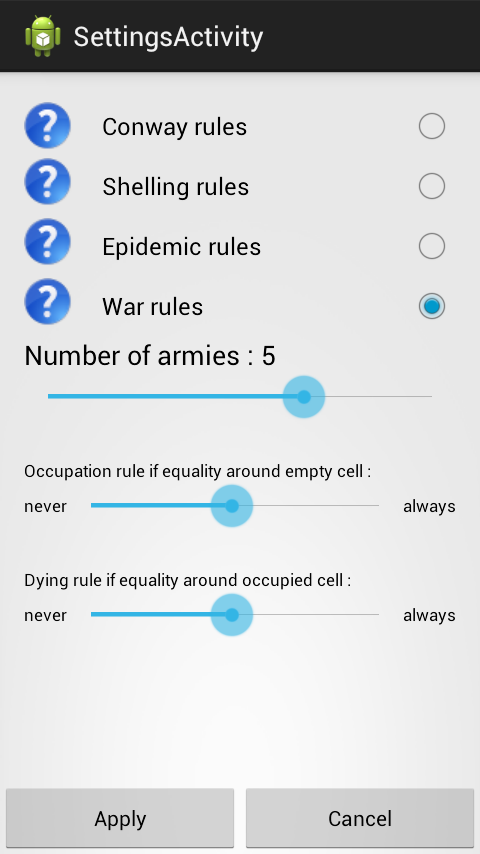 SettingsActivity
? Conway rules
? Shelling rules
? Epidemic rules
? War rules
Number of armies : 5
Occupation rule if equality around empty cell :
never always
Dying rule if equality around occupied cell :
never always
Apply Cancel